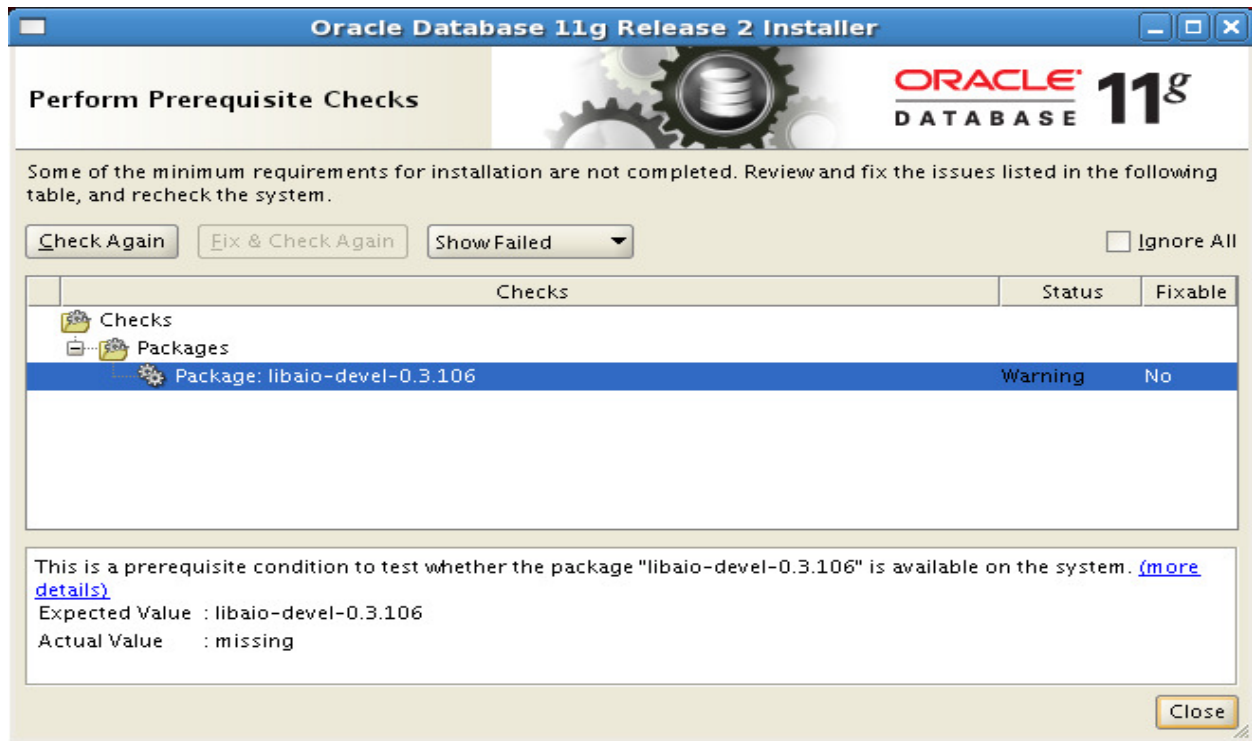 Oracle Database 11g Release 2 Installer
Perform Prerequisite Checks
ORACLE DATABASE 11g
Some of the minimum requirements for installation are not completed. Review and fix the issues listed in the following
table, and recheck the system.
Check Again Fix & Check Again Show Failed Ignore All
Checks Status Fixable
Checks
Packages
Package: libaio-devel-0.3.106 Warning No
This is a prerequisite condition to test whether the package "libaio-devel-0.3.106" is available on the system. (more
details)
Expected Value : libaio-devel-0.3.106
Actual Value : missing
Close